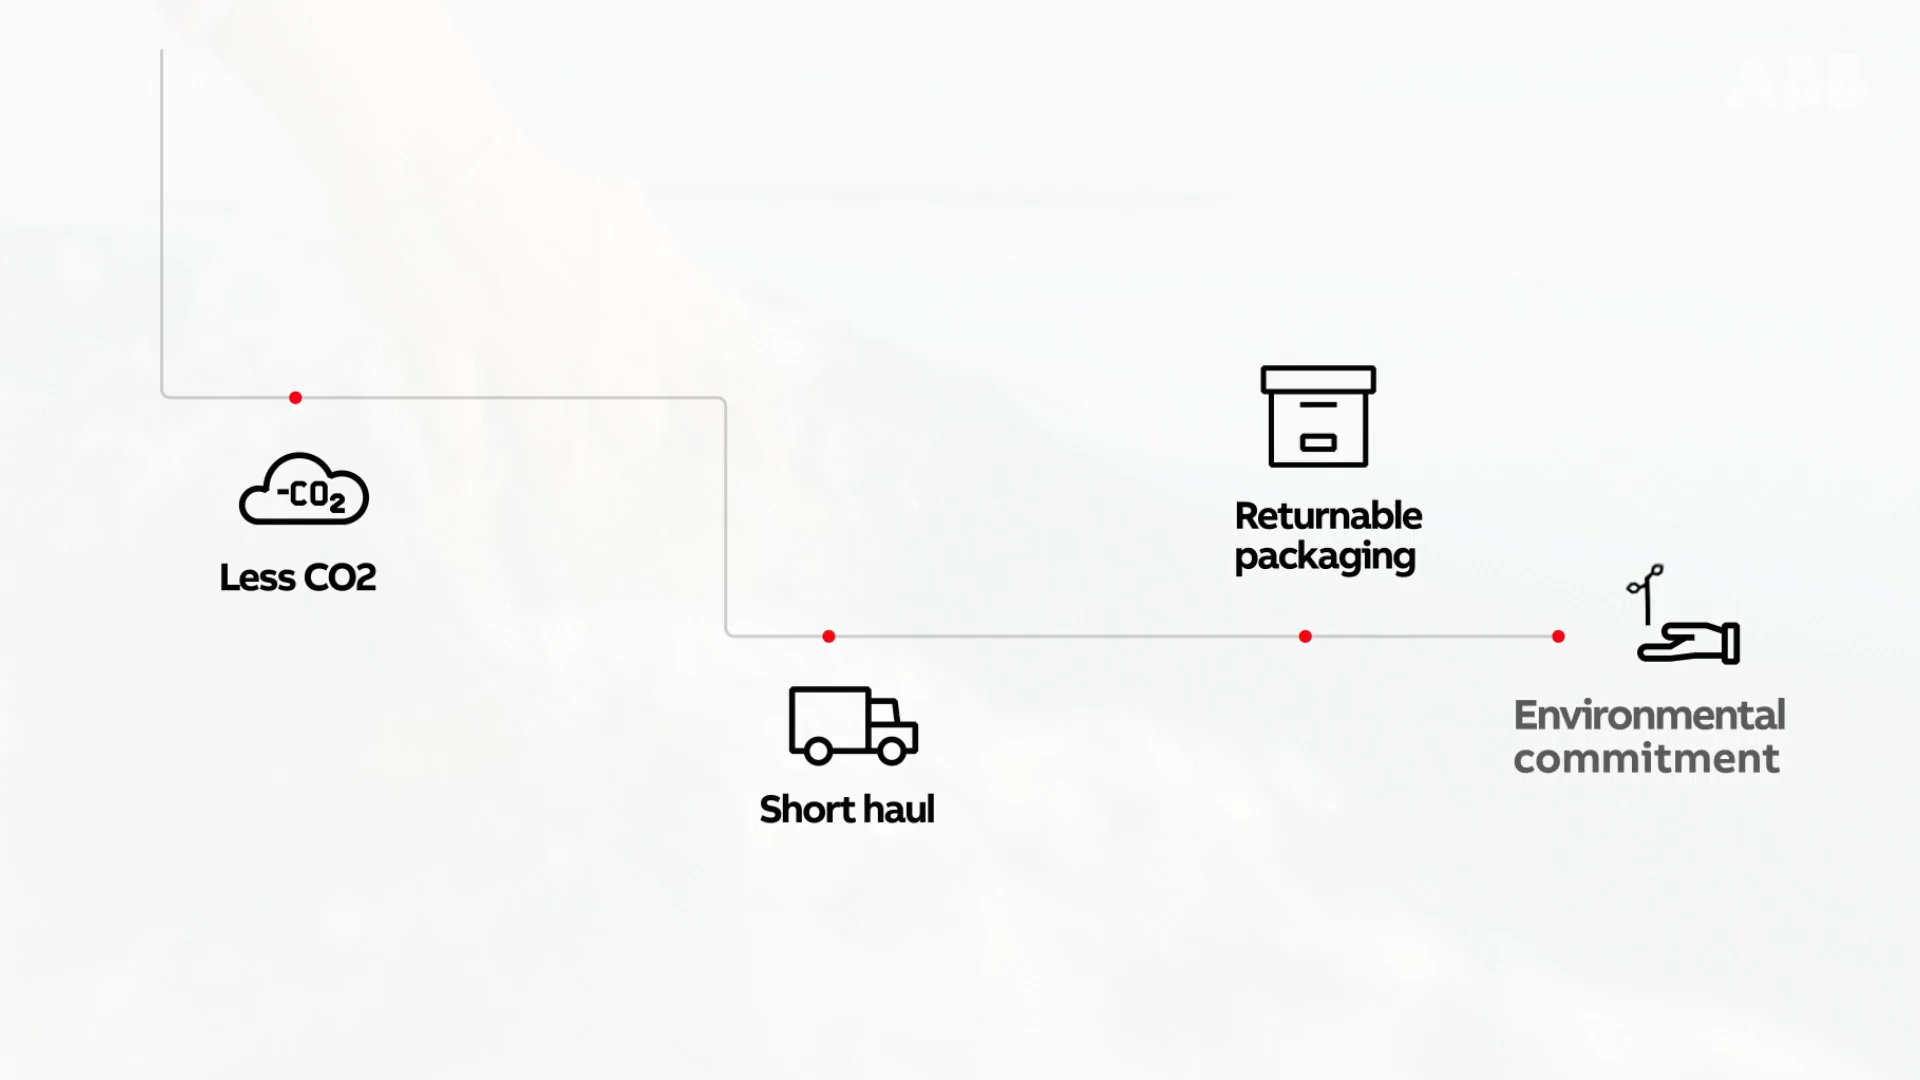 -CO2
Less CO2
Short haul
Returnable
packaging
Environmental
commitment